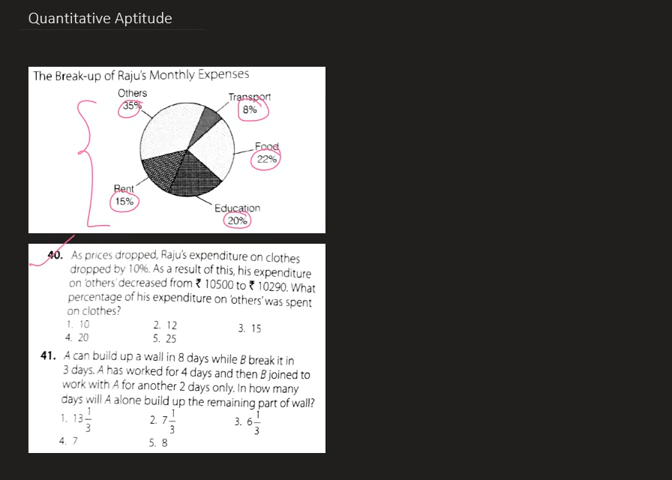 Quantitative Aptitude
The Break-up of Raju's Monthly Expenses
Others
35%
Transport
8%
Food
22%
Rent
15%
Education
20%
40. As prices dropped, Raju's expenditure on clothes
dropped by 10%. As a result of this, his expenditure
on 'others' decreased from ₹ 10500 to ₹ 10290. What
percentage of his expenditure on 'others' was spent
on clothes?
1. 10 2. 12 3. 15
4. 20 5. 25
41. A can build up a wall in 8 days while B break it in
3 days. A has worked for 4 days and then B joined to
work with A for another 2 days only. In how many
days will A alone build up the remaining part of wall?
1. 13 1/3 2. 7 1/3 3. 6 1/3
4. 7 5. 8